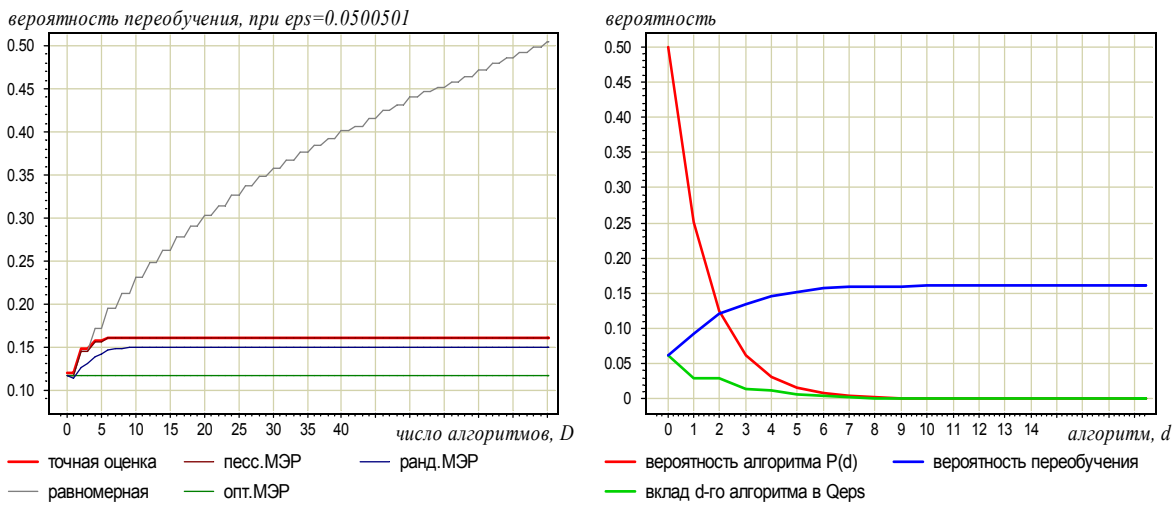 вероятность переобучения, при eps=0.0500501
0.50
0.45
0.40
0.35
0.30
0.25
0.20
0.15
0.10
0 5 10 15 20 25 30 35 40
число алгоритмов, D
точная оценка песс.МЭР ранд.МЭР
равномерная опт.МЭР
вероятность
0.50
0.45
0.40
0.35
0.30
0.25
0.20
0.15
0.10
0.05
0
0 1 2 3 4 5 6 7 8 9 10 11 12 13 14
алгоритм, d
вероятность алгоритма P(d) вероятность переобучения
вклад d-го алгоритма в Qeps